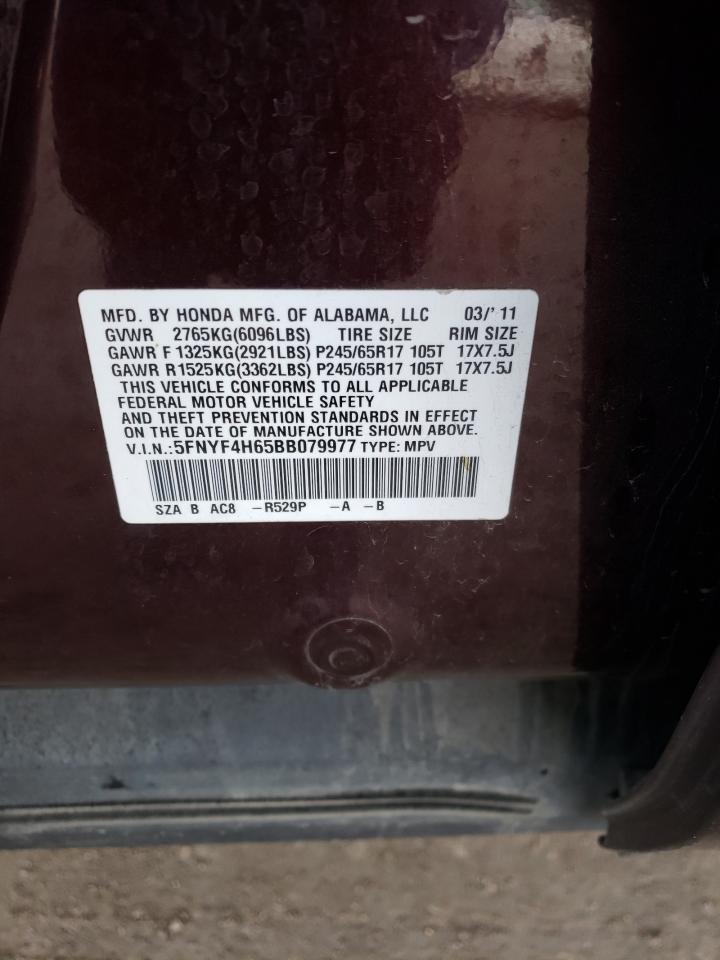 MFD. BY HONDA MFG. OF ALABAMA, LLC 03/'11
GVWR 2765KG(6096LBS) TIRE SIZE RIM SIZE
GAWR F 1325KG(2921LBS) P245/65R17 105T 17X7.5J
GAWR R1525KG(3362LBS) P245/65R17 105T 17X7.5J
THIS VEHICLE CONFORMS TO ALL APPLICABLE
FEDERAL MOTOR VEHICLE SAFETY
AND THEFT PREVENTION STANDARDS IN EFFECT
ON THE DATE OF MANUFACTURE SHOWN ABOVE.
V.I.N.:5FNYF4H65BB079977 TYPE: MPV
SZA B AC8 -R529P -A -B